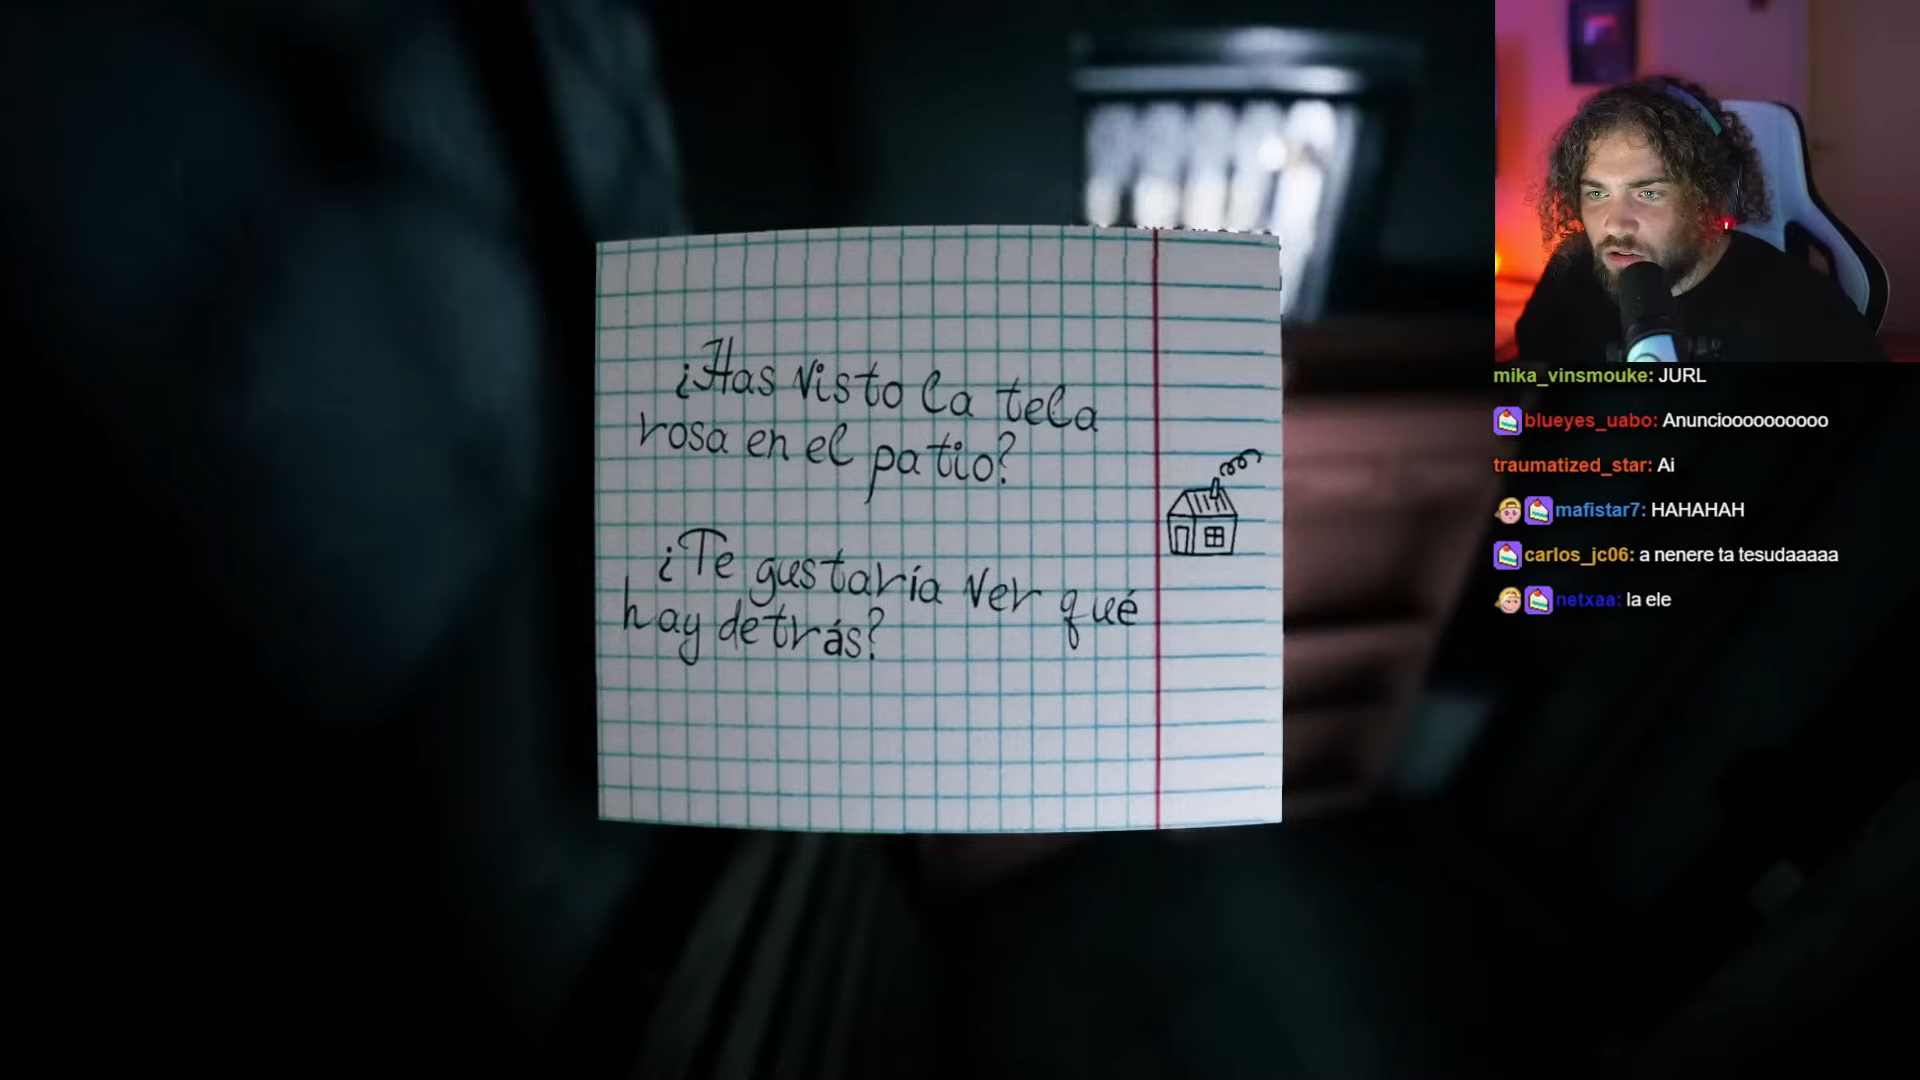 ¿Has visto la tela
rosa en el patio?
¿Te gustaría ver qué
hay detrás?
mika_vinsmouke: JURL
blueyes_uabo: Anuncioooooooooo
traumatized_star: Ai
mafistar7: HAHAHAH
carlos_jc06: a nenere ta tesudaaaaa
netxaa: la ele